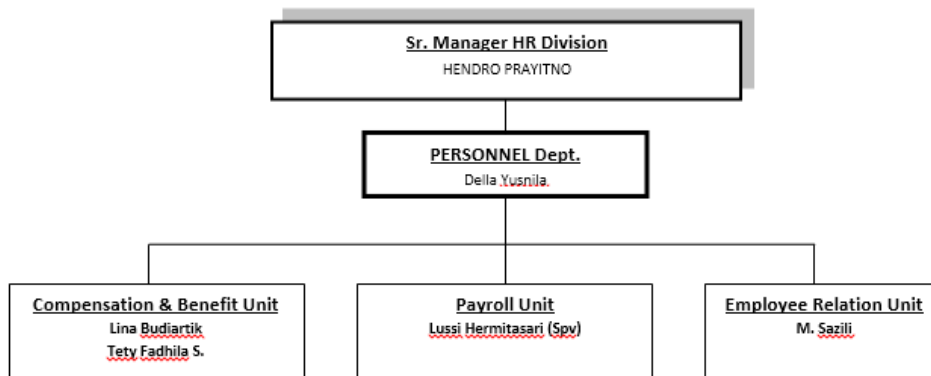 Sr. Manager HR Division
HENDRO PRAYITNO
PERSONNEL Dept.
Della Yusnila
Compensation & Benefit Unit
Lina Budiartik
Tety Fadhila S.
Payroll Unit
Lussi Hermitasari (Spv)
Employee Relation Unit
M. Sazili